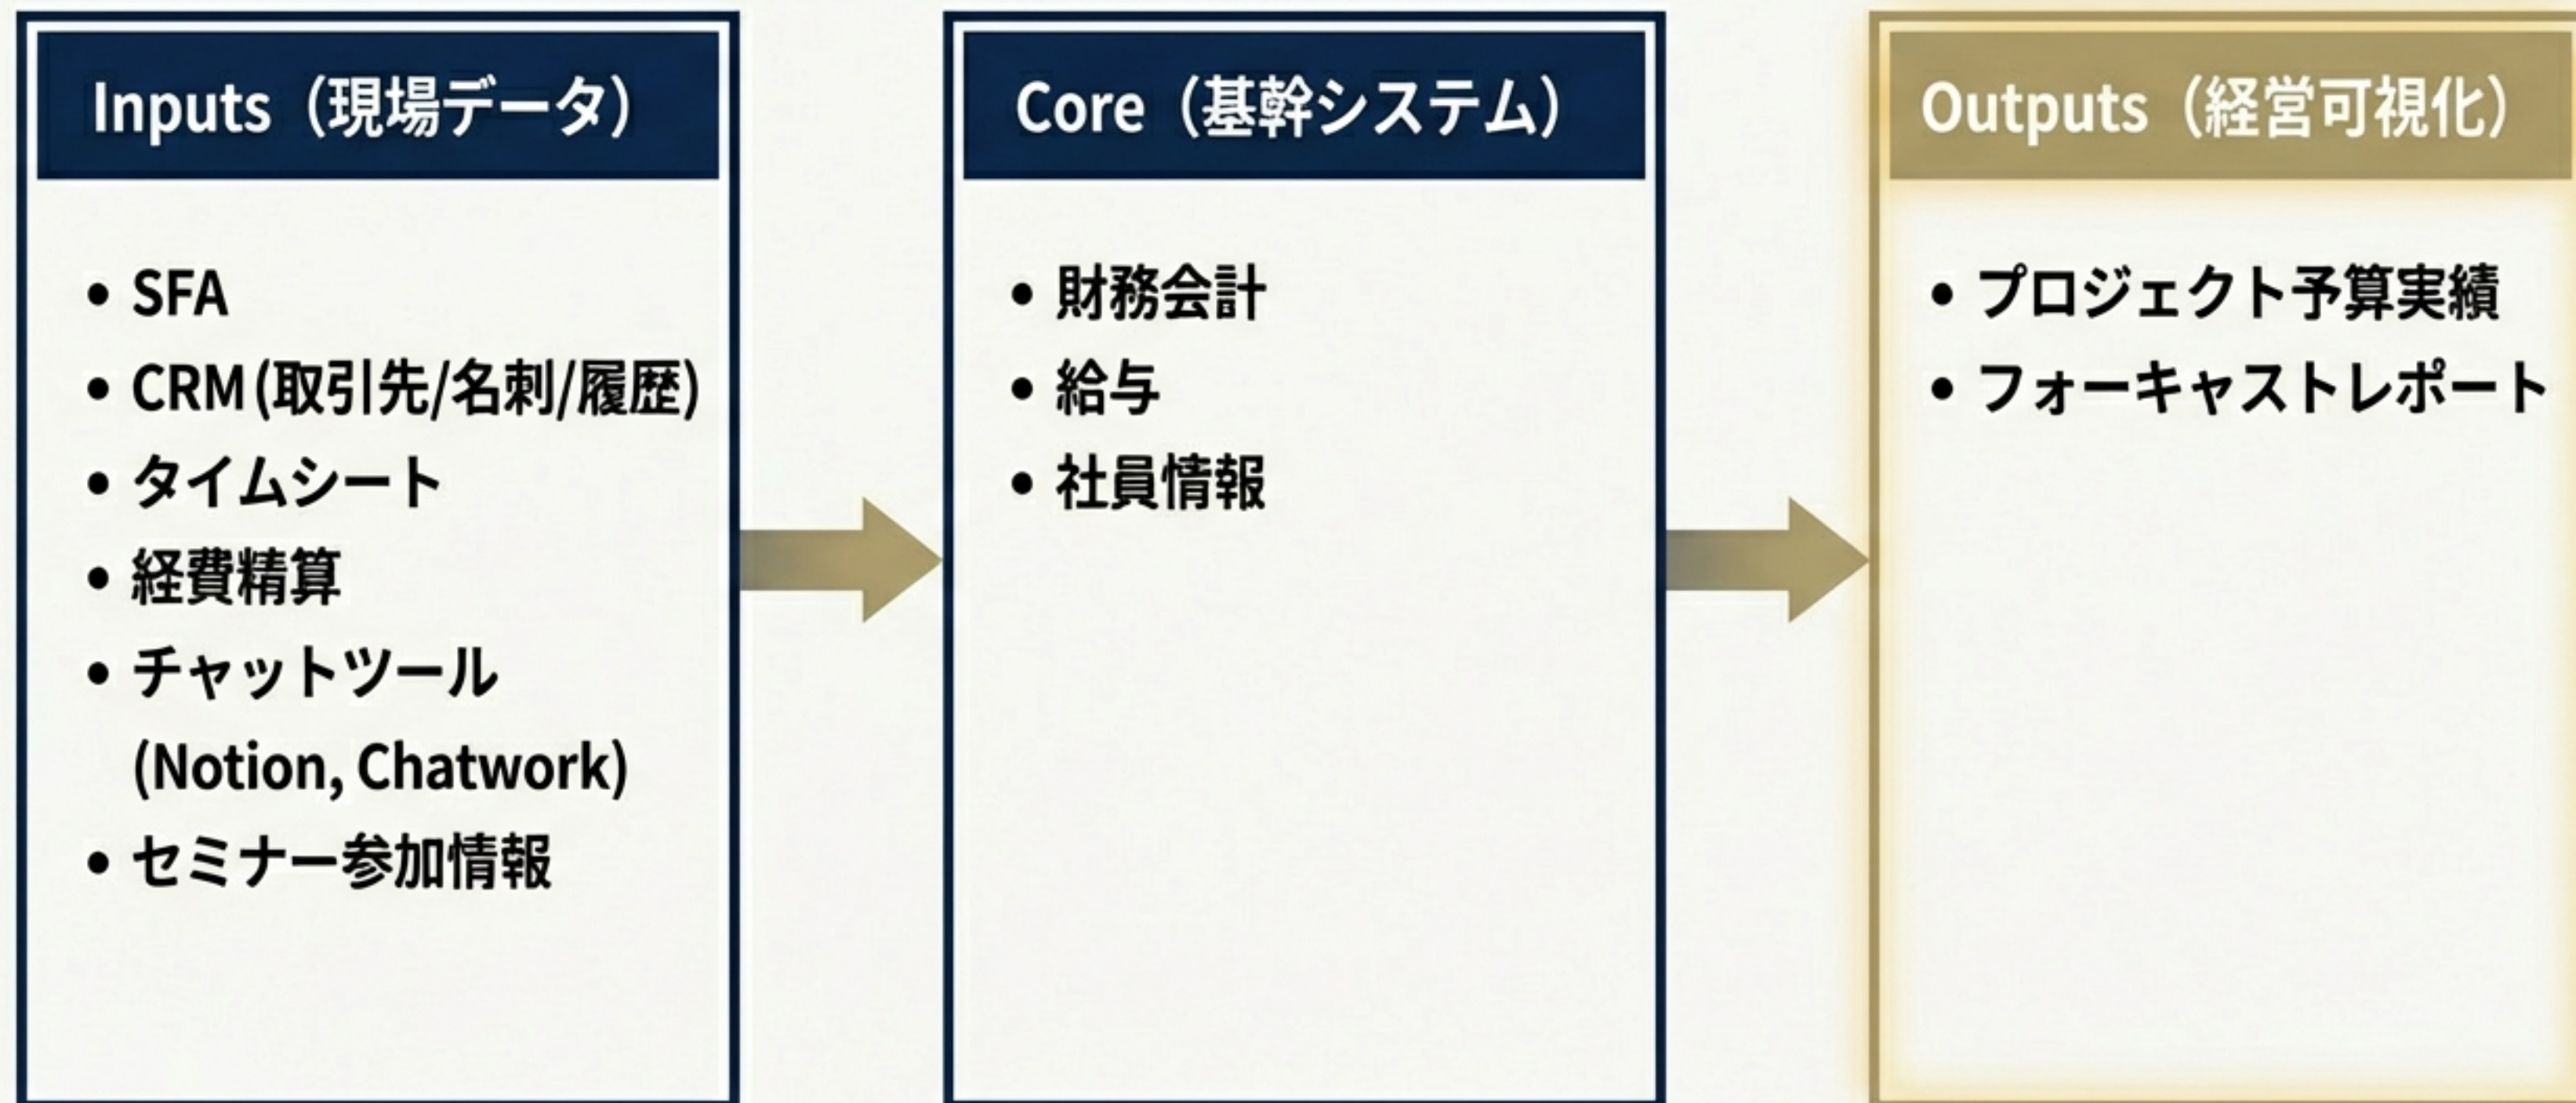 Inputs（現場データ）
• SFA
• CRM(取引先/名刺/履歴)
• タイムシート
• 経費精算
• チャットツール
(Notion, Chatwork)
• セミナー参加情報
Core（基幹システム）
• 財務会計
• 給与
• 社員情報
Outputs（経営可視化）
• プロジェクト予算実績
• フォーキャストレポート